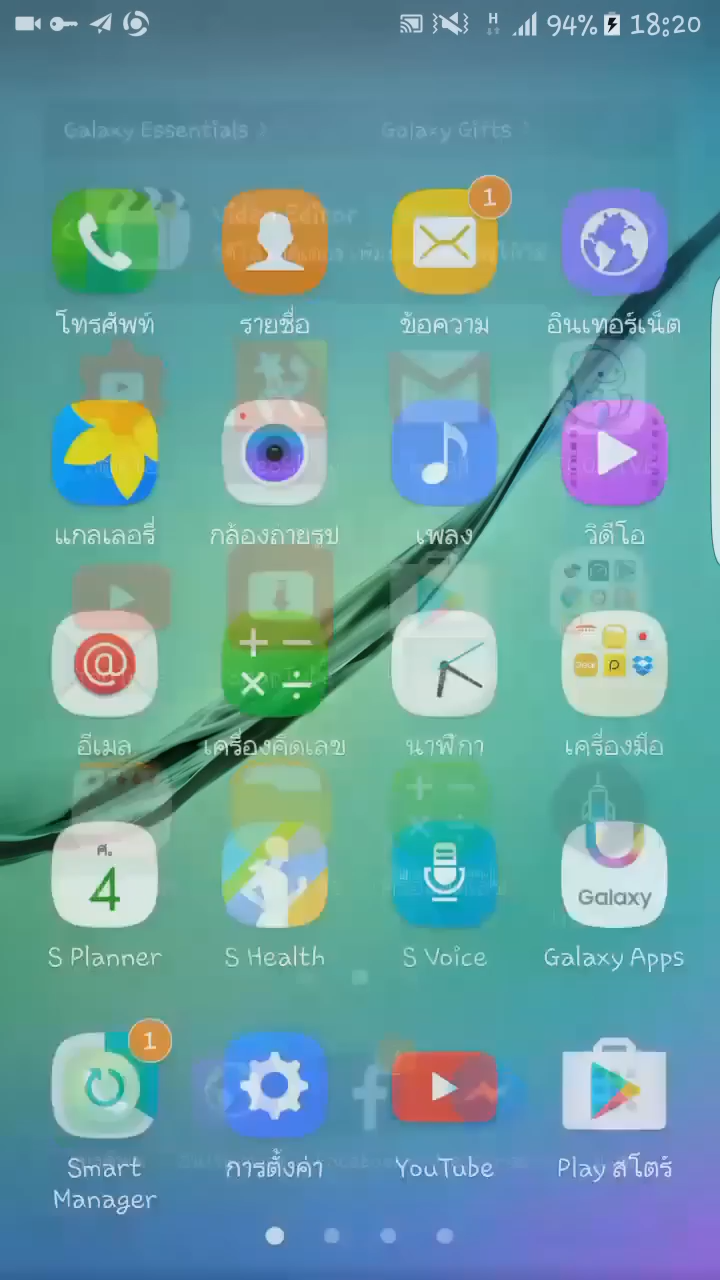 H 94% 18:20
Galaxy Essentials Galaxy Gifts
Video Editor
1
โทรศัพท์ รายชื่อ ข้อความ อินเทอร์เน็ต
แกลเลอรี่ กล้องถ่ายรูป เพลง วิดีโอ
อีเมล เครื่องคิดเลข นาฬิกา เครื่องมือ
ศ.
4 Galaxy
S Planner S Health S Voice Galaxy Apps
1
Smart การตั้งค่า YouTube Play สโตร์
Manager